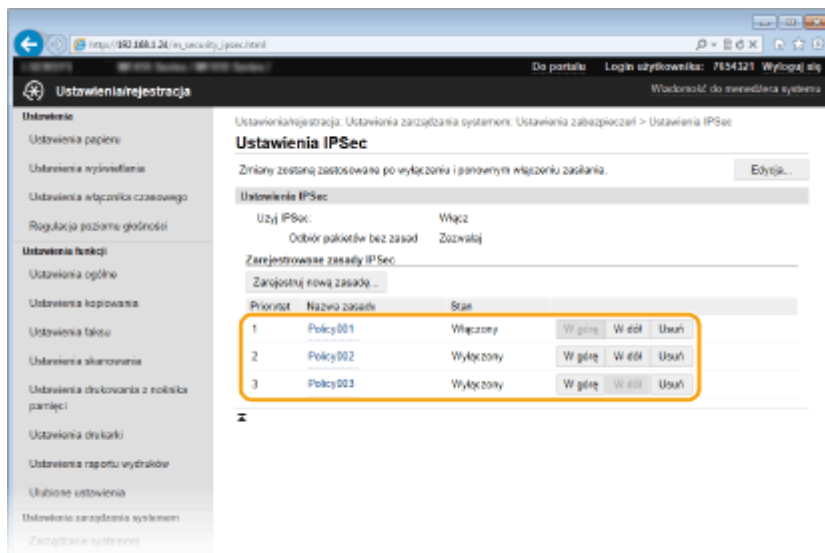 http://192.168.1.24/m_security_ipsec.html
Do portalu Login użytkownika: 7654321 Wyloguj się
Ustawienia/rejestracja
Wiadomość do menedżera systemu
Ustawienia
Ustawienia papieru
Ustawienia wyświetlania
Ustawienia włącznika czasowego
Regulacja poziomu głośności
Ustawienia funkcji
Ustawienia ogólne
Ustawienia kopiowania
Ustawienia faksu
Ustawienia skanowania
Ustawienia drukowania z nośnika
pamięci
Ustawienia drukarki
Ustawienia raportu wydruków
Ulubione ustawienia
Ustawienia zarządzania systemem
Zarządzanie systemem
Ustawienia/rejestracja: Ustawienia zarządzania systemem: Ustawienia zabezpieczeń > Ustawienia IPSec
Ustawienia IPSec
Zmiany zostaną zastosowane po wyłączeniu i ponownym włączeniu zasilania.
Edycja...
Ustawienia IPSec
Użyj IPSec: Włącz
Odbiór pakietów bez zasad Zezwalaj
Zarejestrowane zasady IPSec
Zarejestruj nową zasadę...
Priorytet Nazwa zasady Stan
1 Policy001 Włączony W górę W dół Usuń
2 Policy002 Wyłączony W górę W dół Usuń
3 Policy003 Wyłączony W górę W dół Usuń